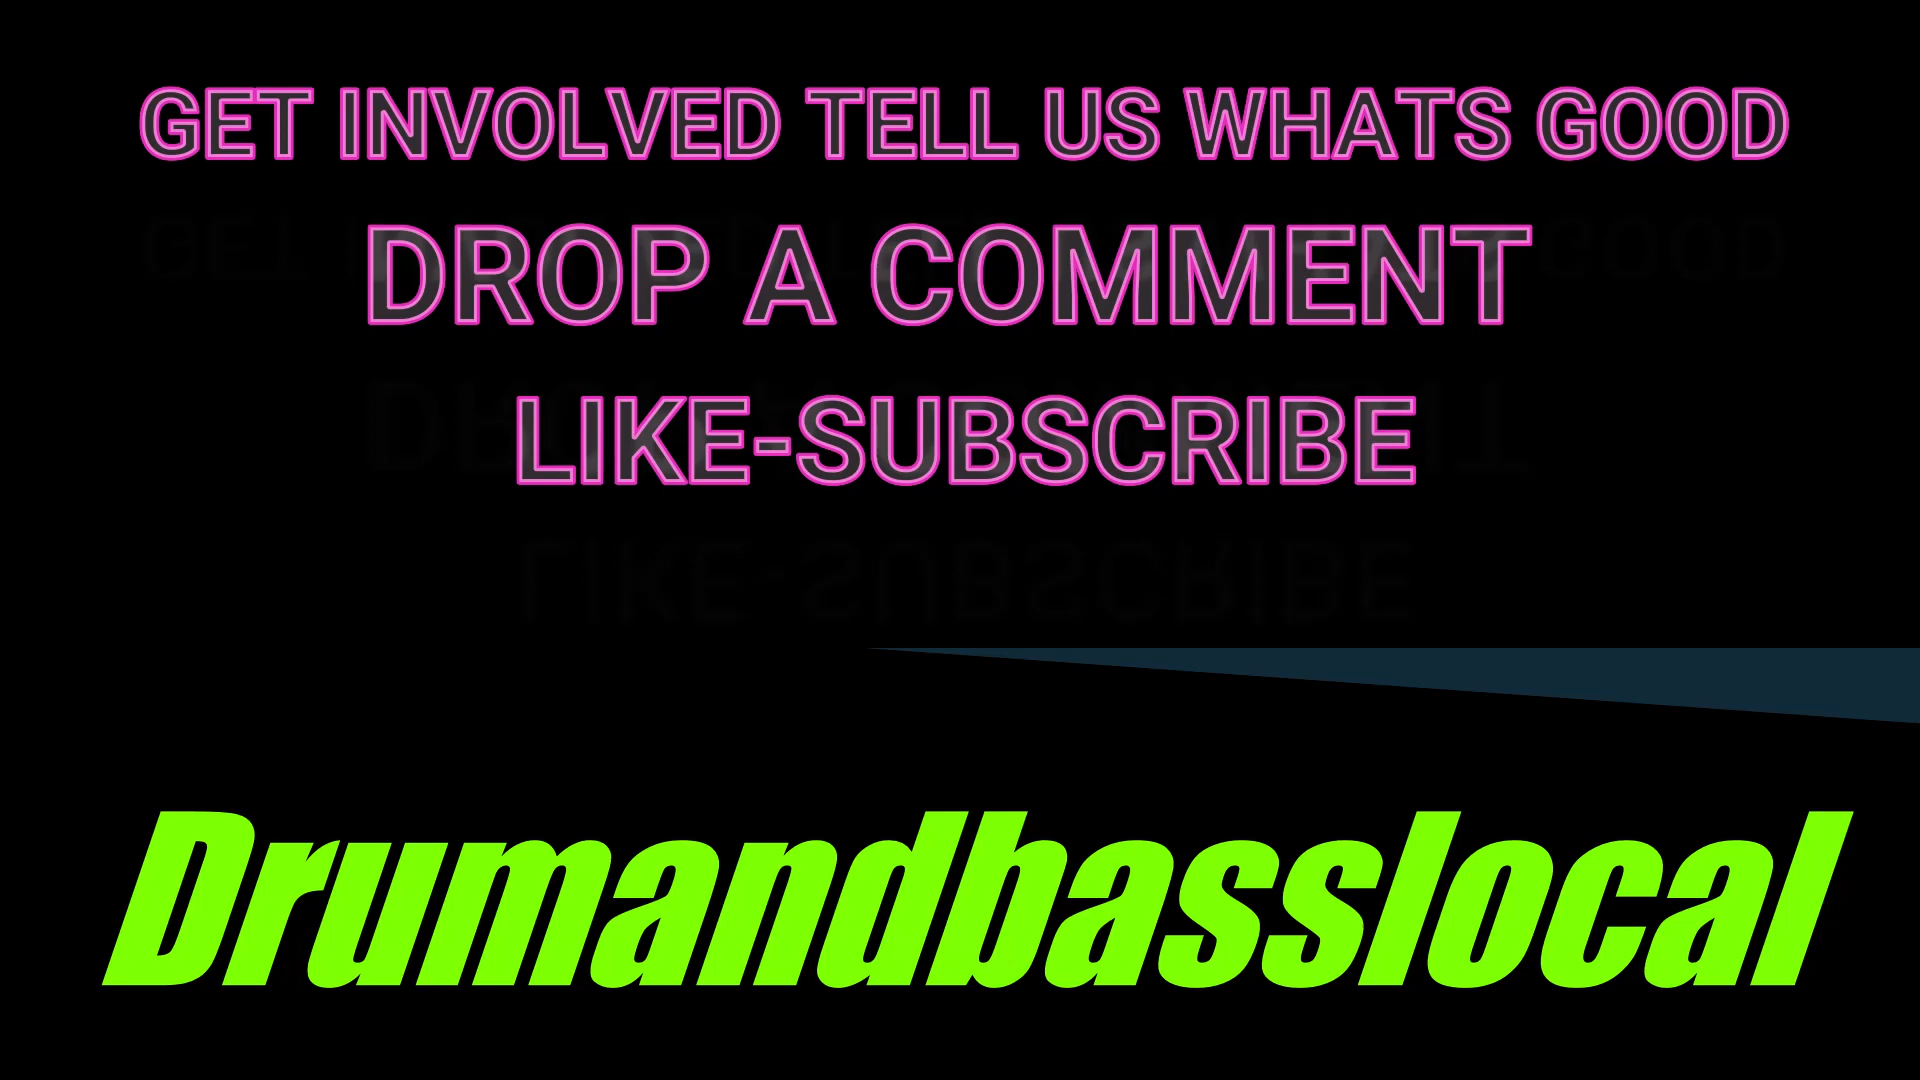 GET INVOLVED TELL US WHATS GOOD
DROP A COMMENT
LIKE-SUBSCRIBE
Drumandbasslocal